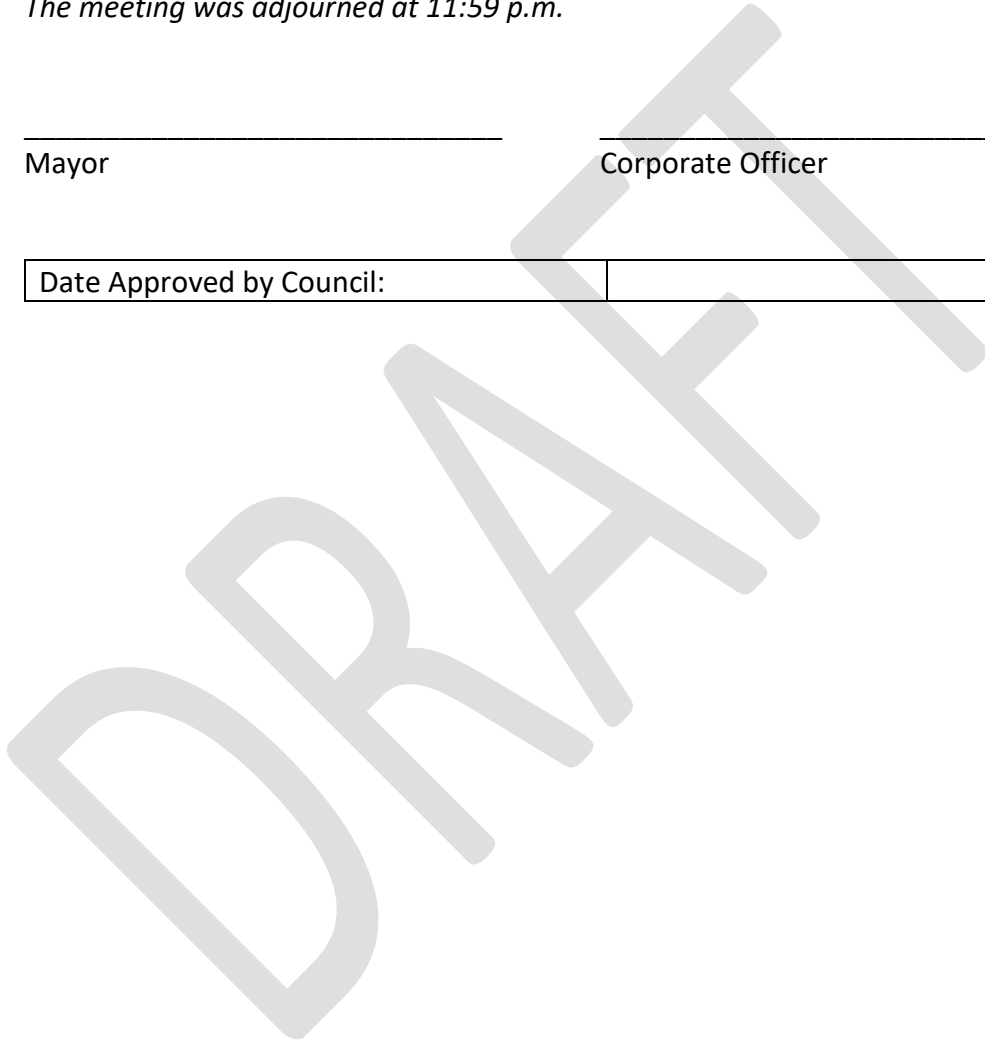 The meeting was adjourned at 11:59 p.m.
Mayor Corporate Officer
Date Approved by Council:
DRAFT